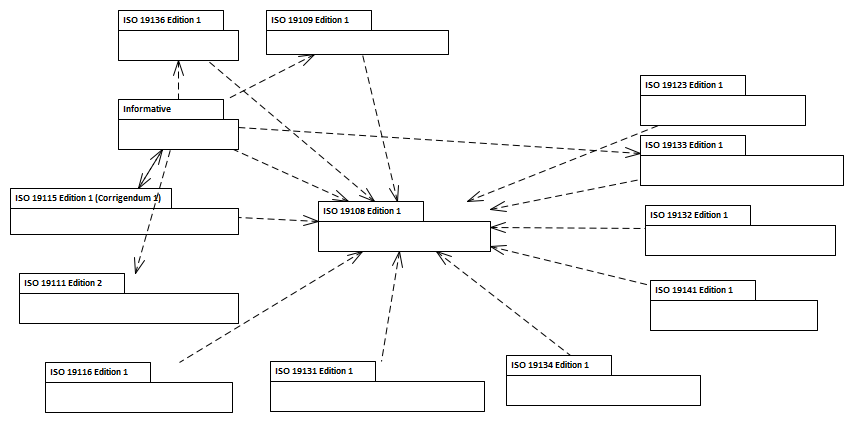 ISO 19136 Edition 1
ISO 19109 Edition 1
ISO 19123 Edition 1
Informative
ISO 19133 Edition 1
ISO 19115 Edition 1 (Corrigendum 1)
ISO 19108 Edition 1
ISO 19132 Edition 1
ISO 19111 Edition 2
ISO 19141 Edition 1
ISO 19116 Edition 1
ISO 19131 Edition 1
ISO 19134 Edition 1